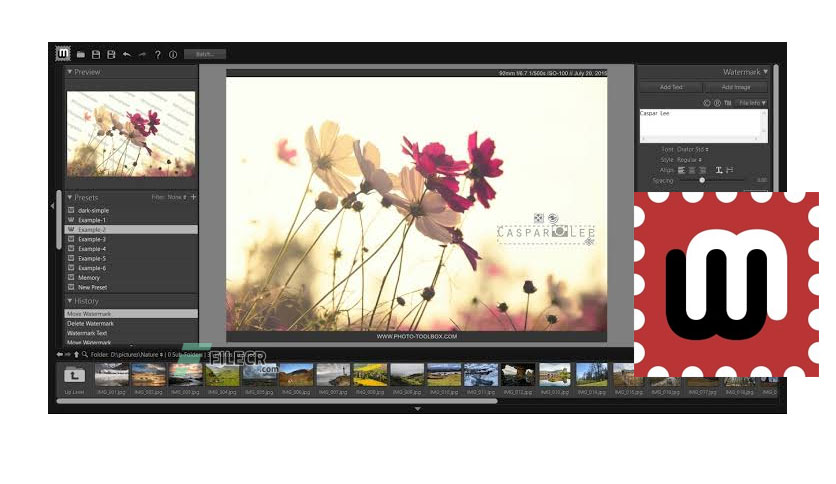 Batch...
Preview
90mm f/6.7 1/500s ISO-100 // July 20, 2015
Watermark
Add Text
Add Image
File Info
Caspar Lee
Font:
Style: Regular
Align:
Spacing:
Presets
Filter: None
dark-simple
Example-1
Example-2
Example-3
Example-4
Example-5
Example-6
Memory
New Preset
CASPAR LEE
History
Move Watermark
Delete Watermark
Watermark Text
Move Watermark
WWW.PHOTO-TOOLBOX.COM
Folder: D:\pictures\Nature
0 Sub Folders
FILECR
.com
Up Level
IMG_001.jpg
IMG_002.jpg
IMG_003.jpg
IMG_004.jpg
IMG_005.jpg
IMG_006.jpg
IMG_007.jpg
IMG_008.jpg
IMG_009.jpg
IMG_010.jpg
IMG_011.jpg
IMG_012.jpg
IMG_013.jpg
IMG_014.jpg
IMG_015.jpg
IMG_016.jpg
IMG_017.jpg
IMG_018.jpg